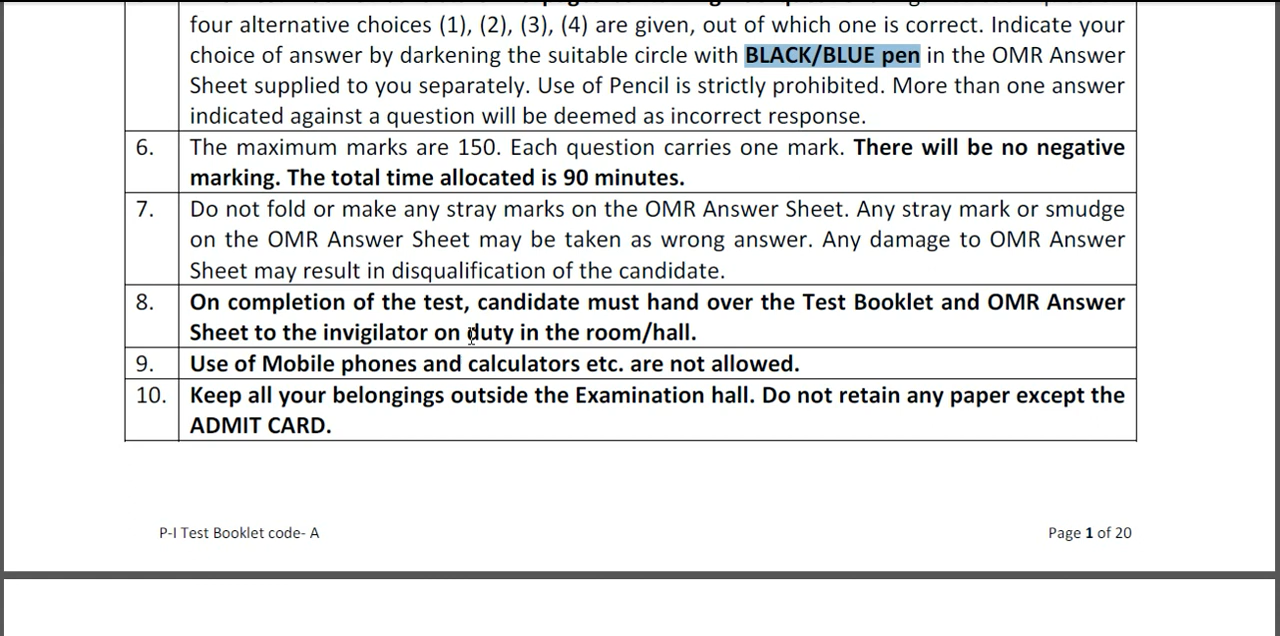 four alternative choices (1), (2), (3), (4) are given, out of which one is correct. Indicate your
choice of answer by darkening the suitable circle with BLACK/BLUE pen in the OMR Answer
Sheet supplied to you separately. Use of Pencil is strictly prohibited. More than one answer
indicated against a question will be deemed as incorrect response.
6. The maximum marks are 150. Each question carries one mark. There will be no negative
marking. The total time allocated is 90 minutes.
7. Do not fold or make any stray marks on the OMR Answer Sheet. Any stray mark or smudge
on the OMR Answer Sheet may be taken as wrong answer. Any damage to OMR Answer
Sheet may result in disqualification of the candidate.
8. On completion of the test, candidate must hand over the Test Booklet and OMR Answer
Sheet to the invigilator on duty in the room/hall.
9. Use of Mobile phones and calculators etc. are not allowed.
10. Keep all your belongings outside the Examination hall. Do not retain any paper except the
ADMIT CARD.
P-I Test Booklet code- A Page 1 of 20